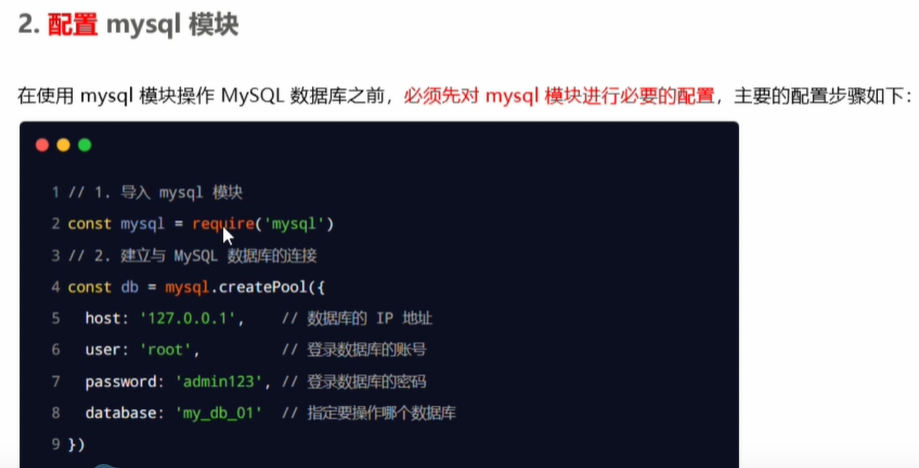 2. 配置 mysql 模块
在使用 mysql 模块操作 MySQL 数据库之前，必须先对 mysql 模块进行必要的配置，主要的配置步骤如下：
1 // 1. 导入 mysql 模块
2 const mysql = require('mysql')
3 // 2. 建立与 MySQL 数据库的连接
4 const db = mysql.createPool({
5   host: '127.0.0.1',    // 数据库的 IP 地址
6   user: 'root',         // 登录数据库的账号
7   password: 'admin123', // 登录数据库的密码
8   database: 'my_db_01'  // 指定要操作哪个数据库
9 })